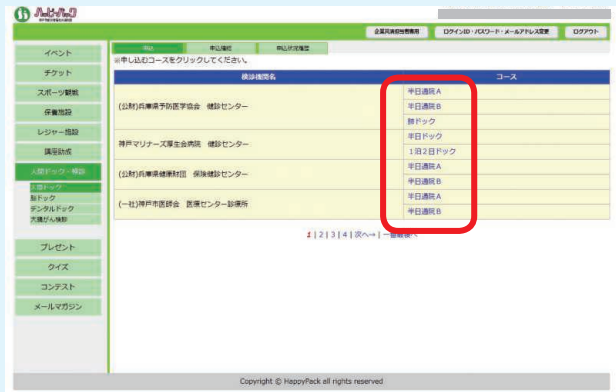 ハッピーパック
企業共済担当者専用
ログインID・パスワード・メールアドレス変更
ログアウト
イベント
チケット
スポーツ観戦
保養施設
レジャー施設
講座助成
人間ドック・検診
人間ドック
脳ドック
デンタルドック
大腸がん検診
プレゼント
クイズ
コンテスト
メールマガジン
申込
申込確認
申込状況履歴
※申し込むコースをクリックしてください。
検診機関名
コース
(公財)兵庫県予防医学協会 健診センター
半日通院A
半日通院B
肺ドック
神戸マリナーズ厚生会病院 健診センター
半日ドック
1泊2日ドック
(公財)兵庫県健康財団 保険健診センター
半日通院A
半日通院B
(一社)神戸市医師会 医療センター診療所
半日通院A
半日通院B
1 | 2 | 3 | 4 | 次へ→ | 一番最後へ
Copyright © HappyPack all rights reserved